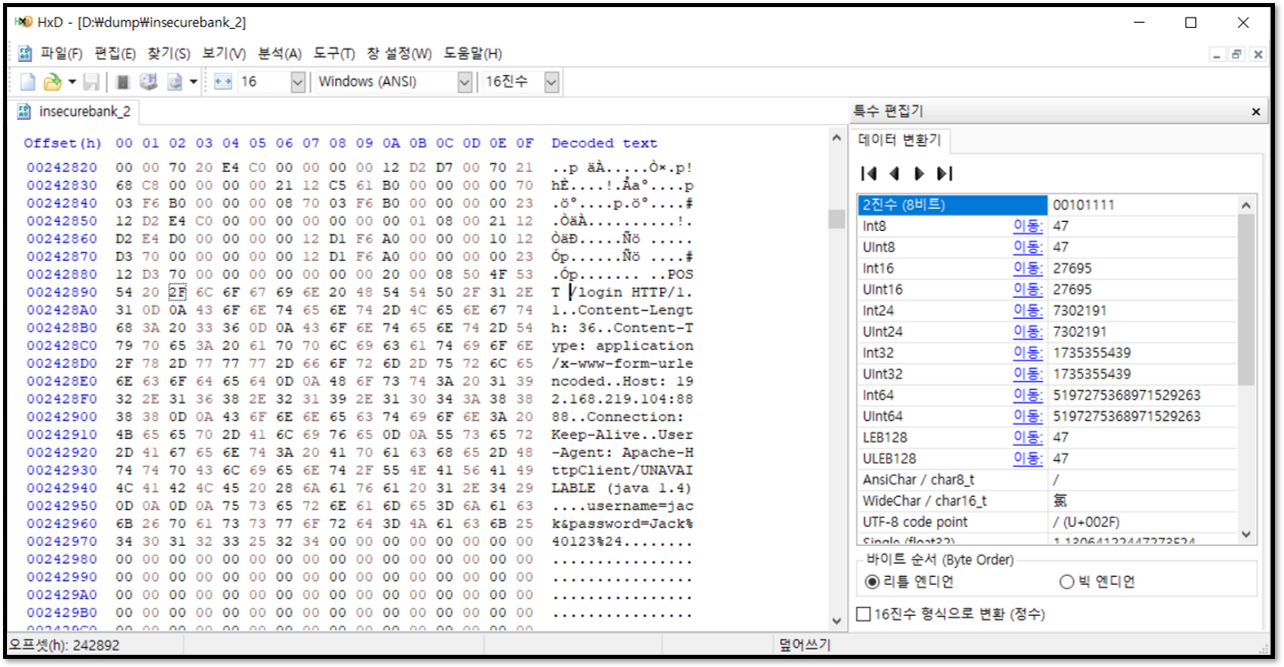 HxD - [D:₩dump₩insecurebank_2]
파일(F) 편집(E) 찾기(S) 보기(V) 분석(A) 도구(T) 창 설정(W) 도움말(H)
16 Windows (ANSI) 16진수
insecurebank_2
Offset(h) 00 01 02 03 04 05 06 07 08 09 0A 0B 0C 0D 0E 0F Decoded text
00242820 00 00 70 20 E4 C0 00 00 00 00 12 D2 D7 00 70 21 ..p äÀ.....Ò×.p!
00242830 68 C8 00 00 00 00 21 12 C5 61 B0 00 00 00 00 70 hÈ....!.Åa°....p
00242840 03 F6 B0 00 00 00 08 70 03 F6 B0 00 00 00 00 23 .ö°....p.ö°....#
00242850 12 D2 E4 C0 00 00 00 00 00 00 00 01 08 00 21 12 .ÒäÀ..........!.
00242860 D2 E4 D0 00 00 00 00 12 D1 F6 A0 00 00 00 10 12 ÒäÐ.....Ñö .....
00242870 D3 70 00 00 00 00 00 12 D1 F6 A0 00 00 00 00 23 Óp......Ñö ....#
00242880 12 D3 70 00 00 00 00 00 00 00 20 00 08 50 4F 53 .Óp....... ..POS
00242890 54 20 2F 6C 6F 67 69 6E 20 48 54 54 50 2F 31 2E T /login HTTP/1.
002428A0 31 0D 0A 43 6F 6E 74 65 6E 74 2D 4C 65 6E 67 74 1..Content-Lengt
002428B0 68 3A 20 33 36 0D 0A 43 6F 6E 74 65 6E 74 2D 54 h: 36..Content-T
002428C0 79 70 65 3A 20 61 70 70 6C 69 63 61 74 69 6F 6E ype: application
002428D0 2F 78 2D 77 77 77 2D 66 6F 72 6D 2D 75 72 6C 65 /x-www-form-urle
002428E0 6E 63 6F 64 65 64 0D 0A 48 6F 73 74 3A 20 31 39 ncoded..Host: 19
002428F0 32 2E 31 36 38 2E 32 31 39 2E 31 30 34 3A 38 38 2.168.219.104:88
00242900 38 38 0D 0A 43 6F 6E 6E 65 63 74 69 6F 6E 3A 20 88..Connection:
00242910 4B 65 65 70 2D 41 6C 69 76 65 0D 0A 55 73 65 72 Keep-Alive..User
00242920 2D 41 67 65 6E 74 3A 20 41 70 61 63 68 65 2D 48 -Agent: Apache-H
00242930 74 74 70 43 6C 69 65 6E 74 2F 55 4E 41 56 41 49 ttpClient/UNAVAI
00242940 4C 41 42 4C 45 20 28 6A 61 76 61 20 31 2E 34 29 LABLE (java 1.4)
00242950 0D 0A 0D 0A 75 73 65 72 6E 61 6D 65 3D 6A 61 63 ....username=jac
00242960 6B 26 70 61 73 73 77 6F 72 64 3D 4A 61 63 6B 25 k&password=Jack%
00242970 34 30 31 32 33 25 32 34 00 00 00 00 00 00 00 00 40123%24........
00242980 00 00 00 00 00 00 00 00 00 00 00 00 00 00 00 00 ................
00242990 00 00 00 00 00 00 00 00 00 00 00 00 00 00 00 00 ................
002429A0 00 00 00 00 00 00 00 00 00 00 00 00 00 00 00 00 ................
002429B0 00 00 00 00 00 00 00 00 00 00 00 00 00 00 00 00 ................
002429C0 00 00 00 00 00 00 00 00 00 00 00 00 00 00 00 00
특수 편집기
데이터 변환기
2진수 (8비트) 00101111
Int8 이동: 47
UInt8 이동: 47
Int16 이동: 27695
UInt16 이동: 27695
Int24 이동: 7302191
UInt24 이동: 7302191
Int32 이동: 1735355439
UInt32 이동: 1735355439
Int64 이동: 5197275368971529263
UInt64 이동: 5197275368971529263
LEB128 이동: 47
ULEB128 이동: 47
AnsiChar / char8_t /
WideChar / char16_t 氯
UTF-8 code point / (U+002F)
Single (float32) 1.13064122447273E24
바이트 순서 (Byte Order)
리틀 엔디언 빅 엔디언
16진수 형식으로 변환 (정수)
오프셋(h): 242892 덮어쓰기